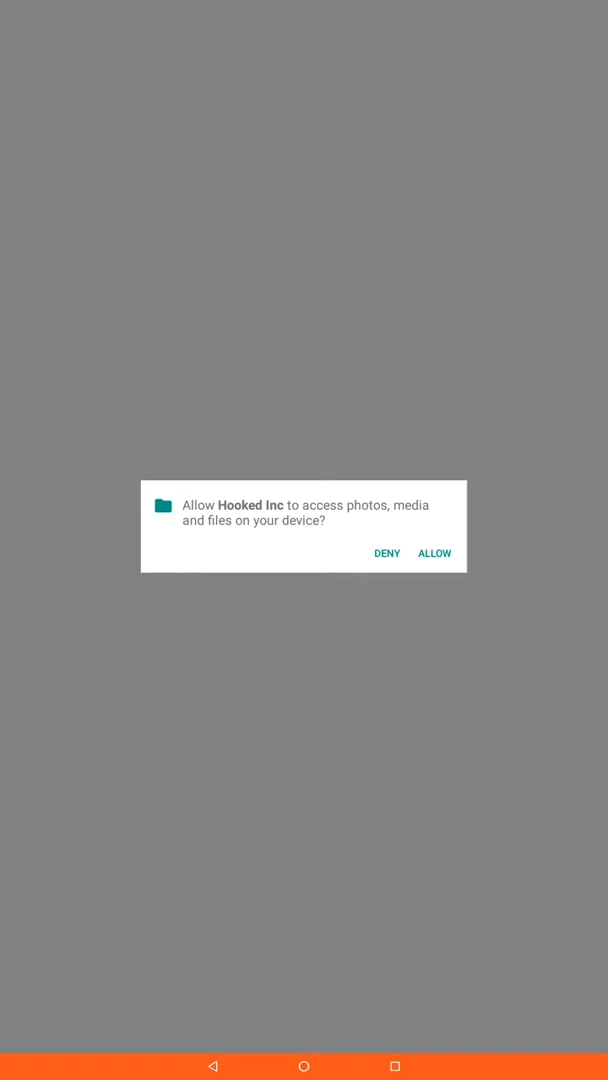 Allow Hooked Inc to access photos, media
and files on your device?
DENY ALLOW